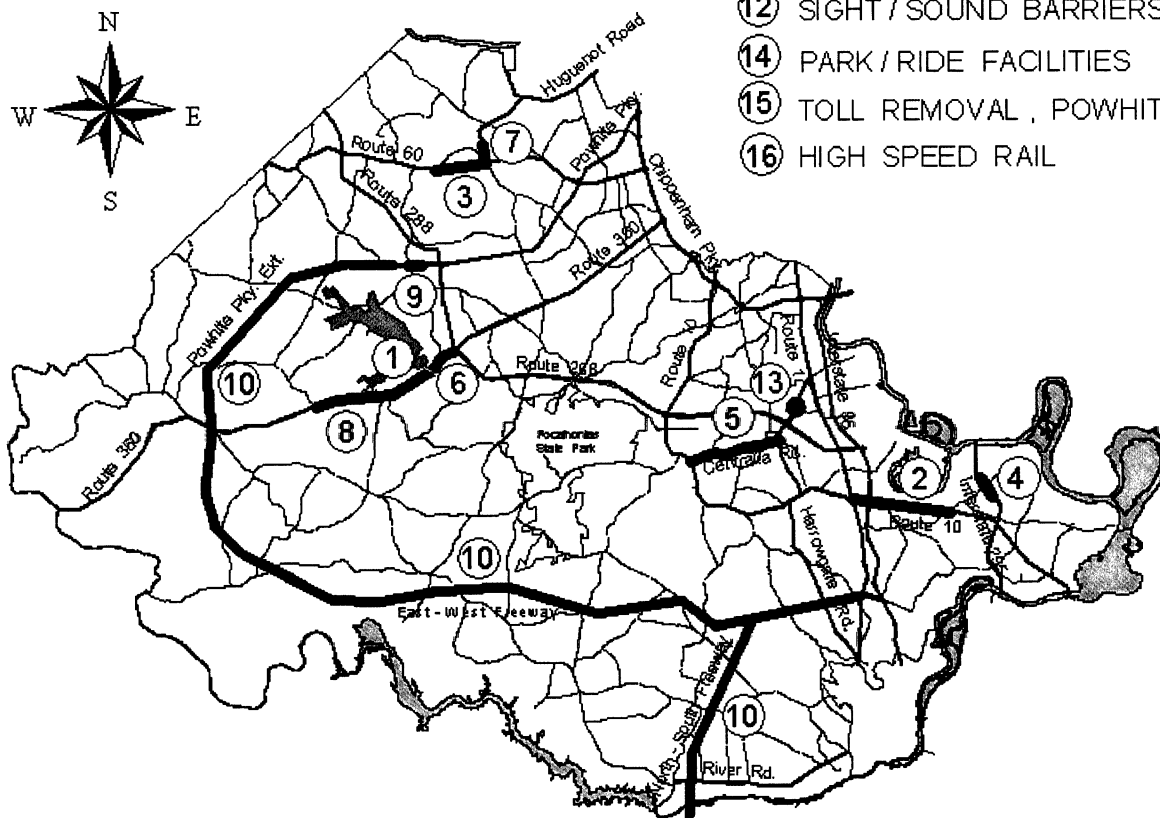 N
W
E
S
12 SIGHT / SOUND BARRIERS
14 PARK / RIDE FACILITIES
15 TOLL REMOVAL , POWHIT
16 HIGH SPEED RAIL
Huguenot Road
Powhite Pky.
Route 60
7
3
Route 288
Chippenham Pky.
Route 360
Powhite Pky. Ext.
9
1
10
6
8
Route 288
Route
Route
13
5
Interstate 95
Pocahontas
State Park
Centralia Rd.
Route 360
2
4
Route 10
Harrowgate Rd.
10
East-West Freeway
North-South Freeway
10
River Rd.